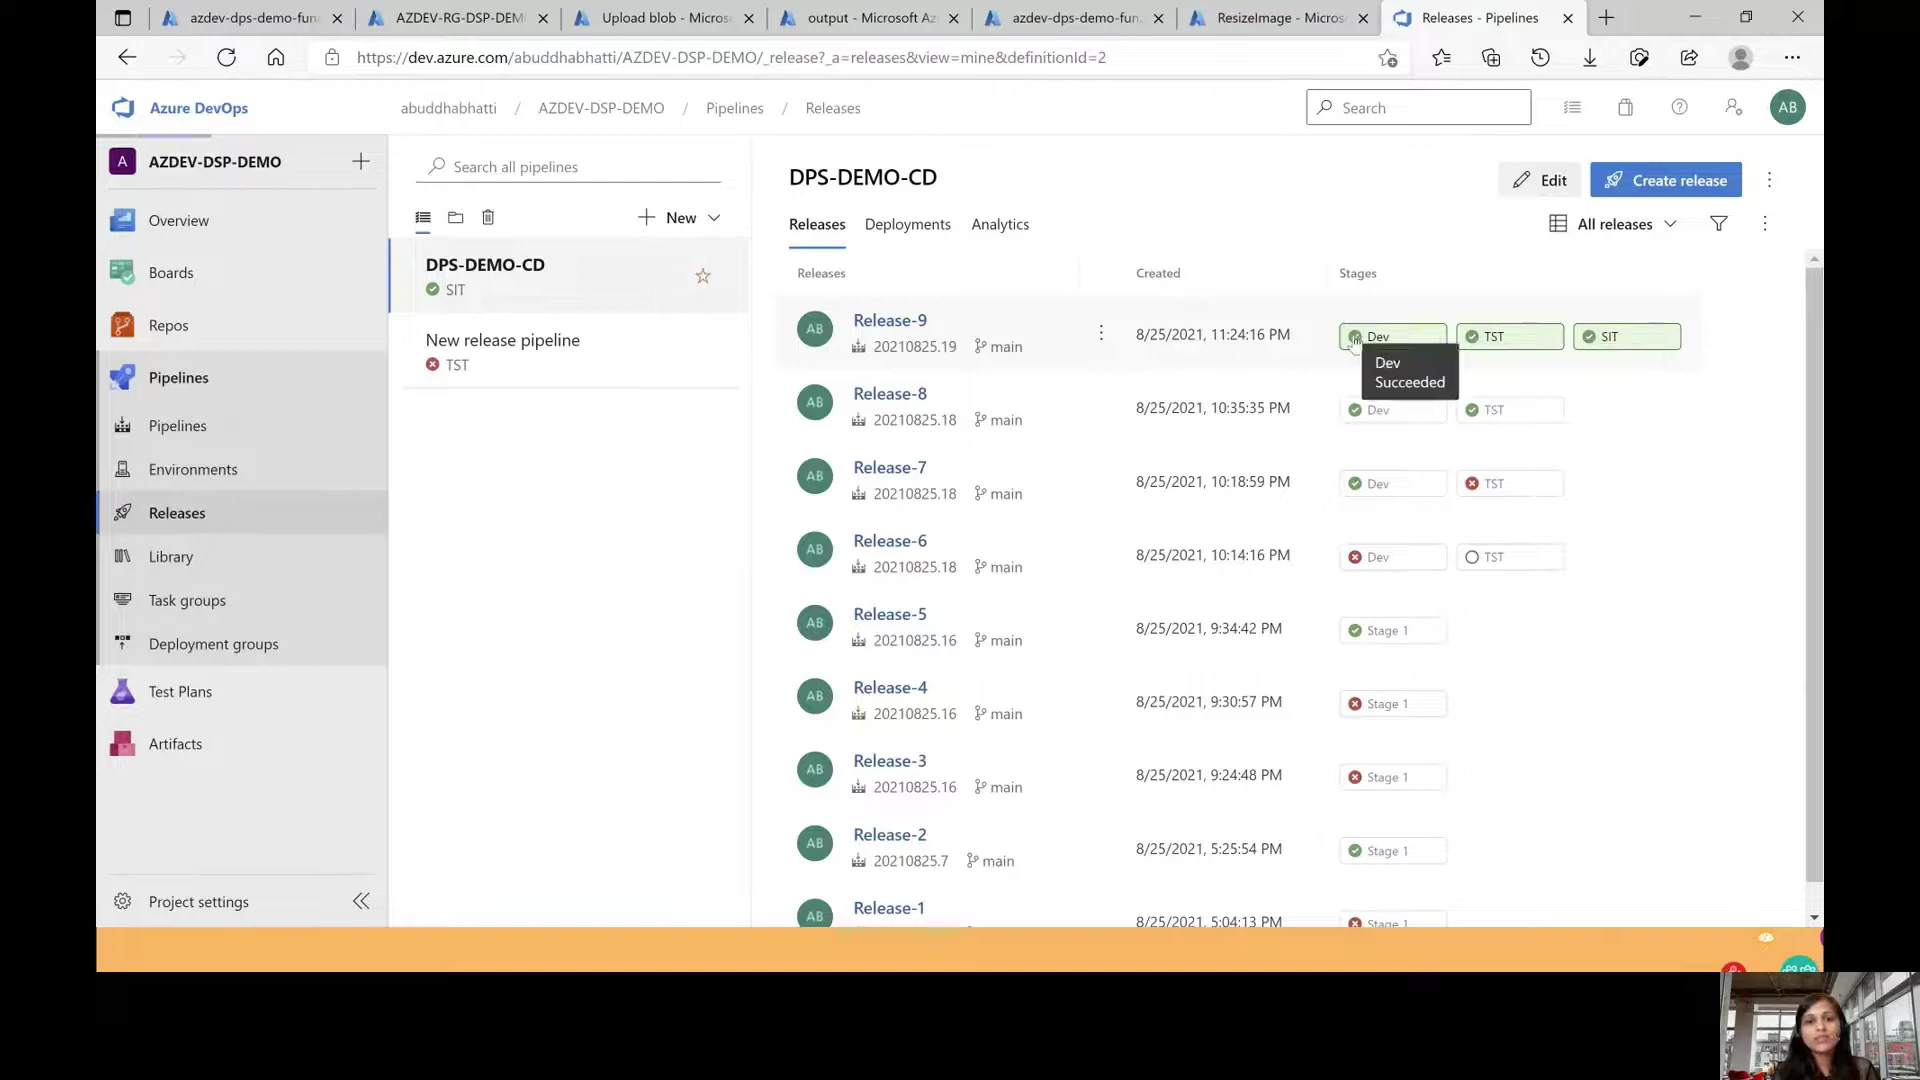 azdev-dps-demo-fun
AZDEV-RG-DSP-DEM
Upload blob - Micros
output - Microsoft Az
azdev-dps-demo-fun
ResizeImage - Micros
Releases - Pipelines
https://dev.azure.com/abuddhabhatti/AZDEV-DSP-DEMO/_release?_a=releases&view=mine&definitionId=2
Azure DevOps
abuddhabhatti / AZDEV-DSP-DEMO / Pipelines / Releases
Search
AB
A AZDEV-DSP-DEMO
Overview
Boards
Repos
Pipelines
Pipelines
Environments
Releases
Library
Task groups
Deployment groups
Test Plans
Artifacts
Project settings
Search all pipelines
New
DPS-DEMO-CD
SIT
New release pipeline
TST
DPS-DEMO-CD
Edit
Create release
Releases Deployments Analytics
All releases
Releases Created Stages
AB Release-9 8/25/2021, 11:24:16 PM Dev TST SIT
20210825.19 main
Dev
Succeeded
AB Release-8 8/25/2021, 10:35:35 PM Dev TST
20210825.18 main
AB Release-7 8/25/2021, 10:18:59 PM Dev TST
20210825.18 main
AB Release-6 8/25/2021, 10:14:16 PM Dev TST
20210825.18 main
AB Release-5 8/25/2021, 9:34:42 PM Stage 1
20210825.16 main
AB Release-4 8/25/2021, 9:30:57 PM Stage 1
20210825.16 main
AB Release-3 8/25/2021, 9:24:48 PM Stage 1
20210825.16 main
AB Release-2 8/25/2021, 5:25:54 PM Stage 1
20210825.7 main
AB Release-1 8/25/2021, 5:04:13 PM Stage 1